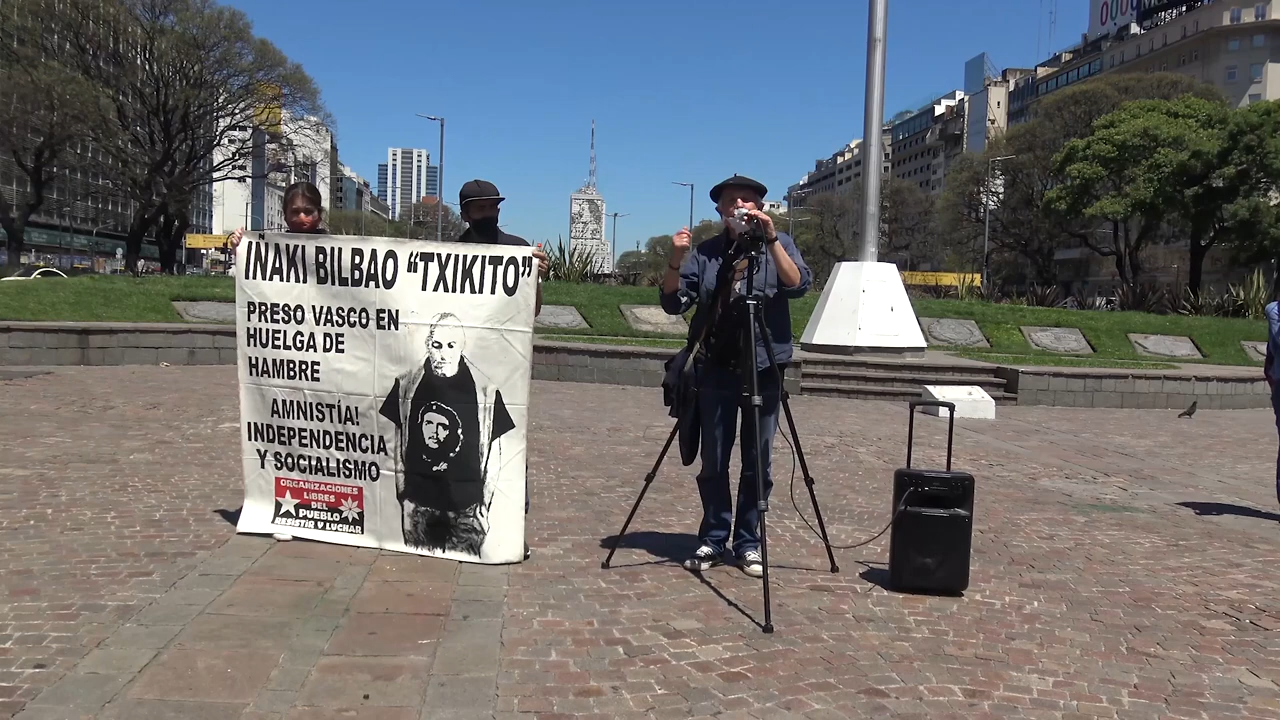 IÑAKI BILBAO “TXIKITO”
PRESO VASCO EN
HUELGA DE
HAMBRE
AMNISTÍA!
INDEPENDENCIA
Y SOCIALISMO
ORGANIZACIONES
LIBRES
DEL
PUEBLO
RESISTIR Y LUCHAR